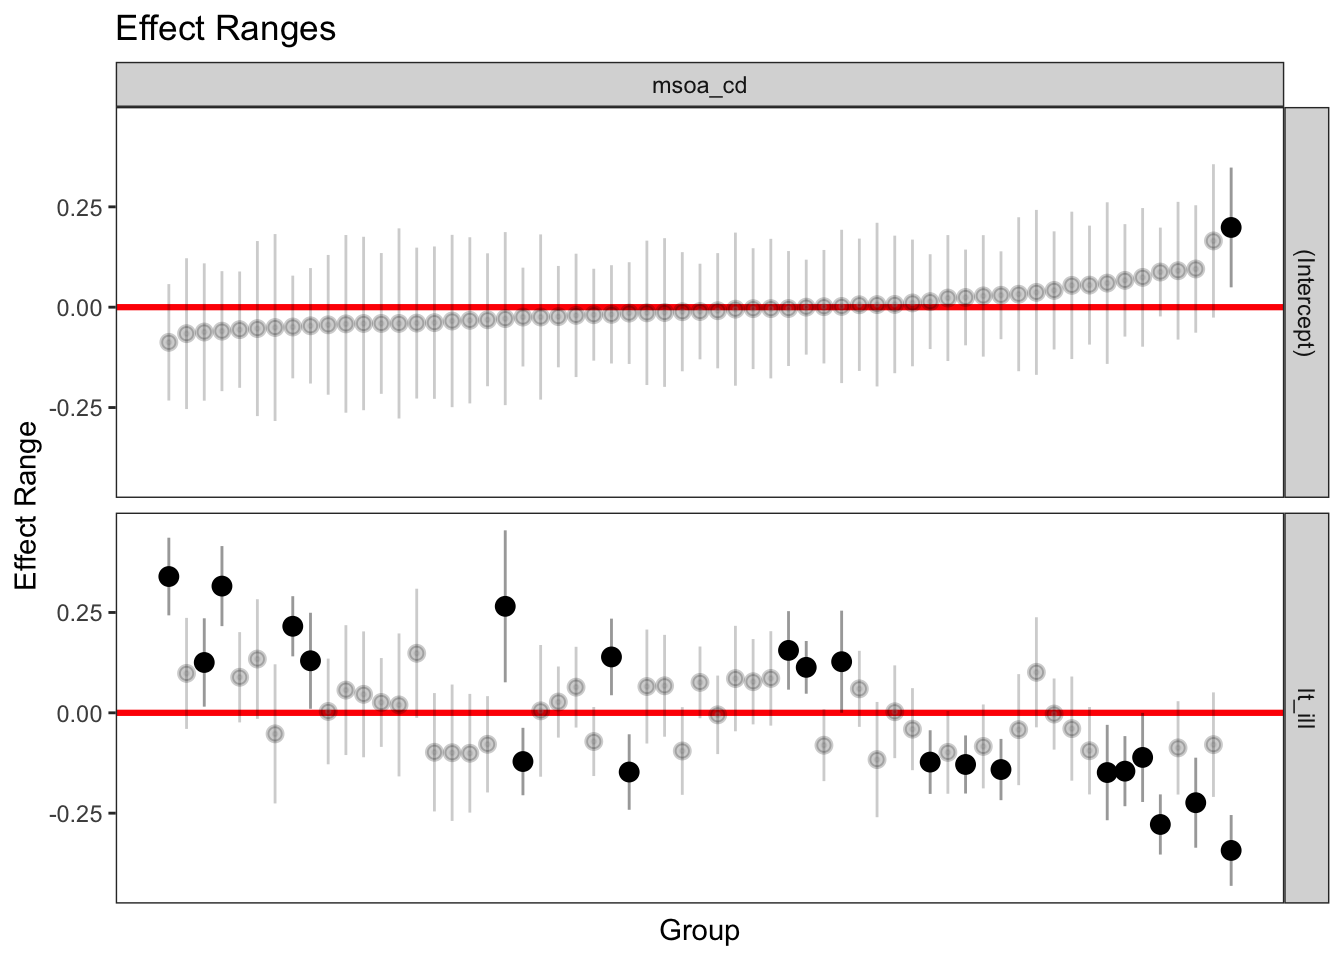 Effect Ranges
msoa_cd
Effect Range
0.25
0.00
-0.25
(Intercept)
0.25
0.00
-0.25
lt_ill
Group